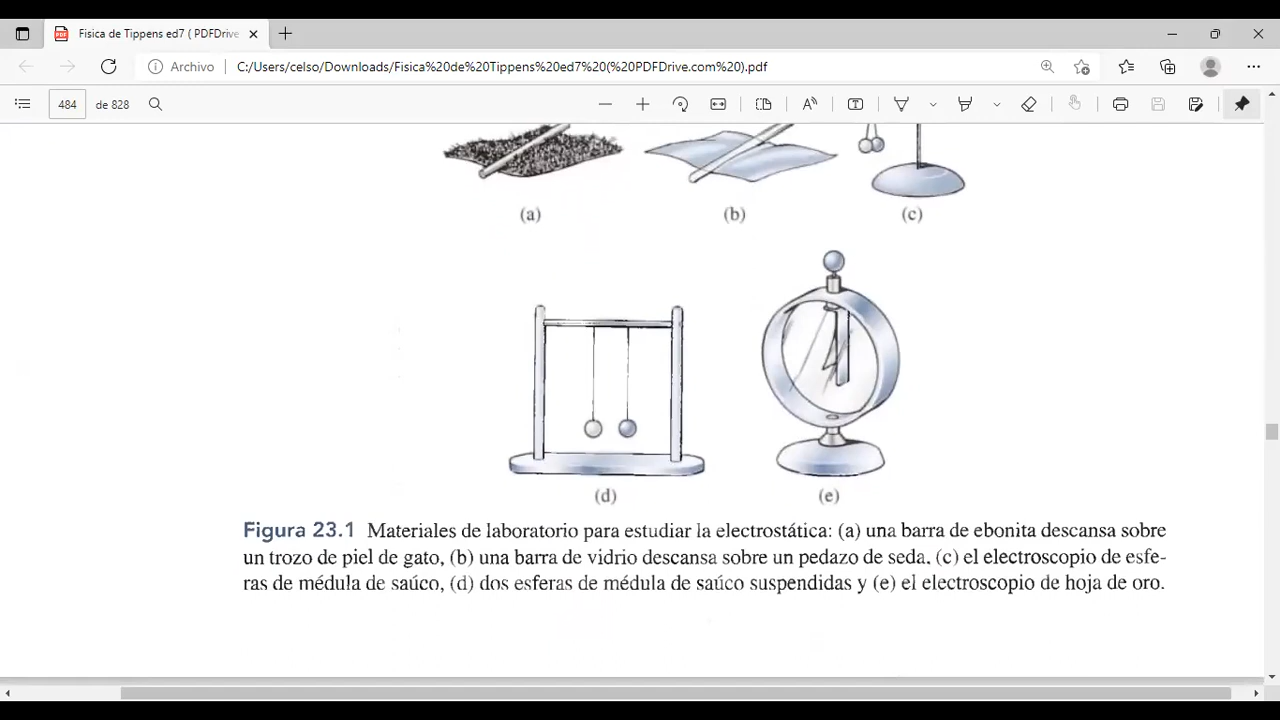 Fisica de Tippens ed7 ( PDFDrive
Archivo
C:/Users/celso/Downloads/Fisica%20de%20Tippens%20ed7%20(%20PDFDrive.com%20).pdf
484
de 828
(a)
(b)
(c)
(d)
(e)
Figura 23.1 Materiales de laboratorio para estudiar la electrostática: (a) una barra de ebonita descansa sobre
un trozo de piel de gato, (b) una barra de vidrio descansa sobre un pedazo de seda, (c) el electroscopio de esfe-
ras de médula de saúco, (d) dos esferas de médula de saúco suspendidas y (e) el electroscopio de hoja de oro.